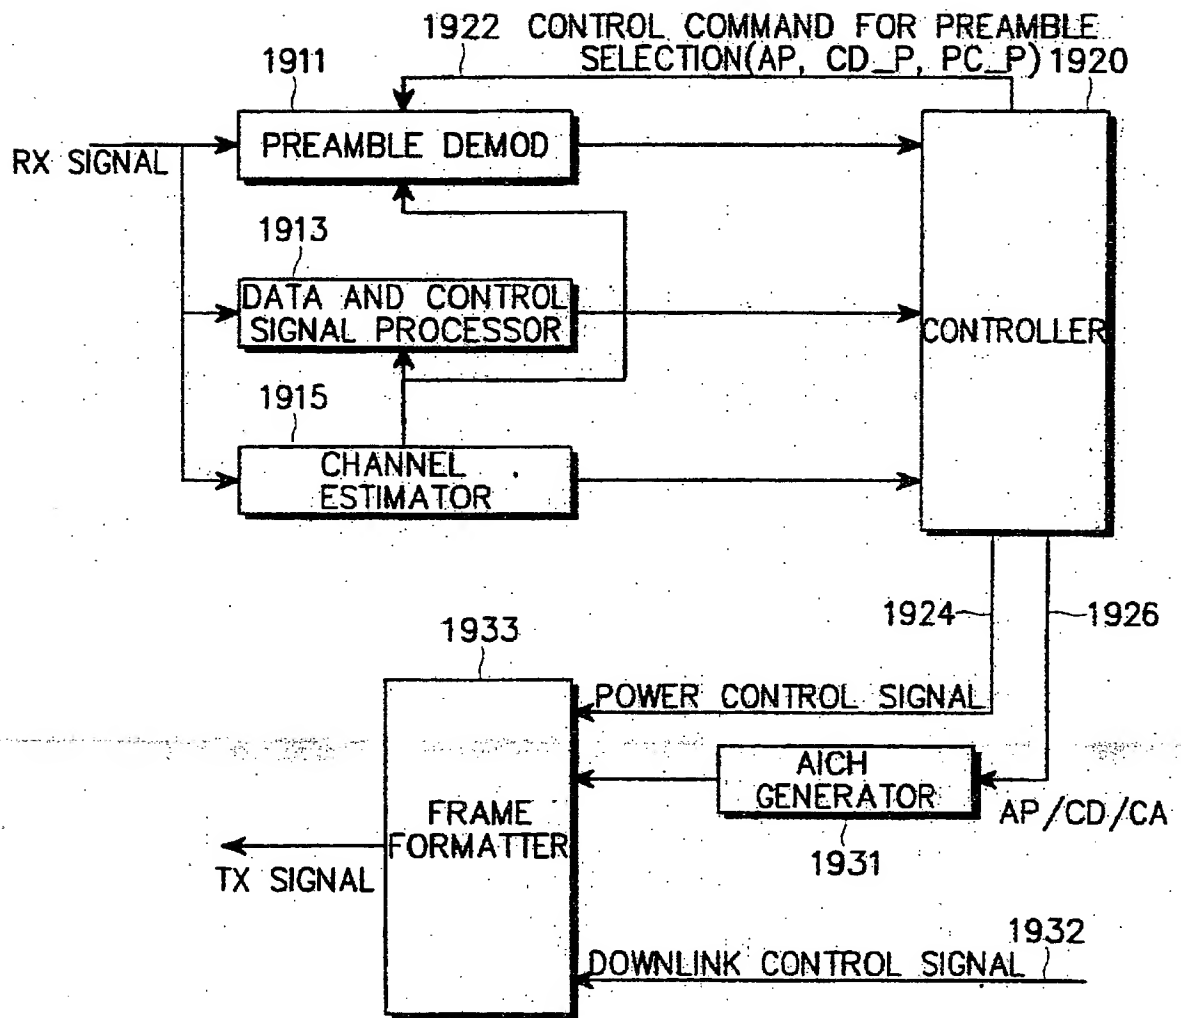 1922 CONTROL COMMAND FOR PREAMBLE
SELECTION(AP, CD_P, PC_P) 1920
1911
PREAMBLE DEMOD
RX SIGNAL
1913
DATA AND CONTROL
SIGNAL PROCESSOR
CONTROLLER
1915
CHANNEL
ESTIMATOR
1924
1926
1933
POWER CONTROL SIGNAL
AICH
GENERATOR
AP/CD/CA
FRAME
FORMATTER
1931
TX SIGNAL
1932
DOWNLINK CONTROL SIGNAL